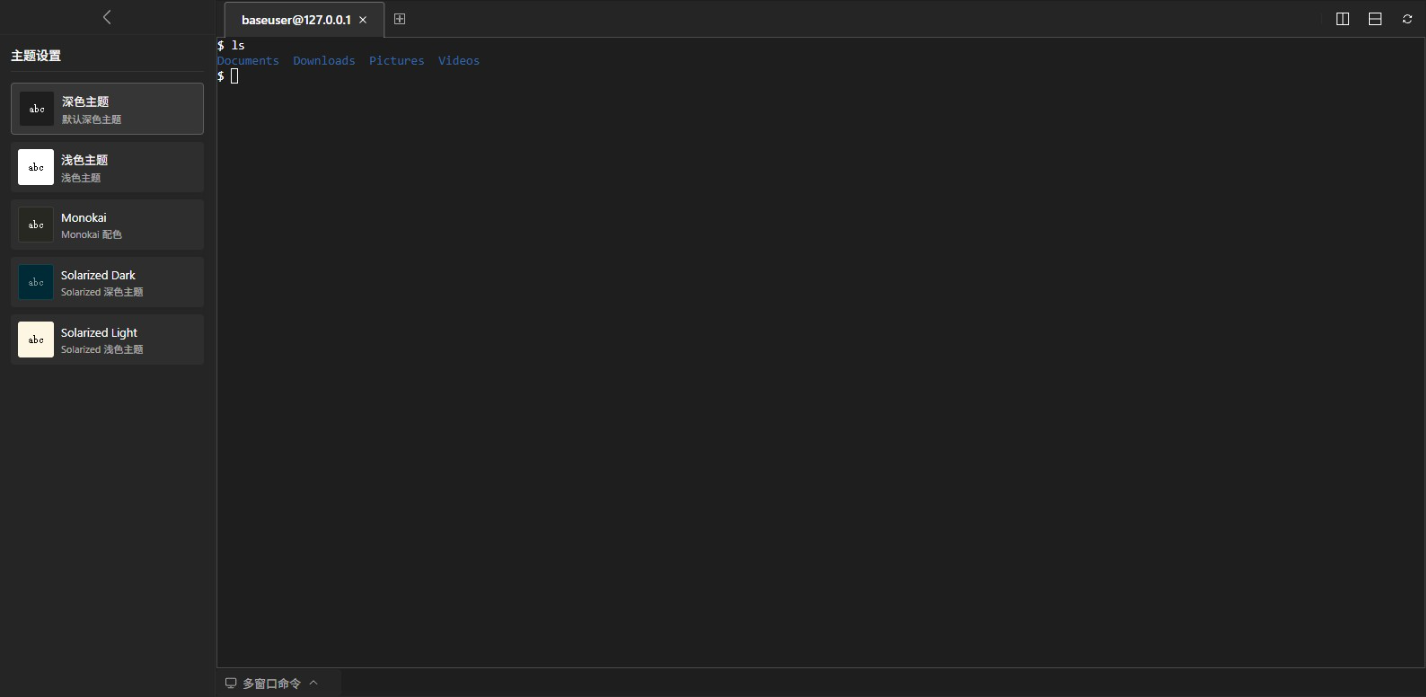 baseuser@127.0.0.1
主题设置
abc
深色主题
默认深色主题
abc
浅色主题
浅色主题
abc
Monokai
Monokai 配色
abc
Solarized Dark
Solarized 深色主题
abc
Solarized Light
Solarized 浅色主题
$ ls
Documents  Downloads  Pictures  Videos
$
多窗口命令